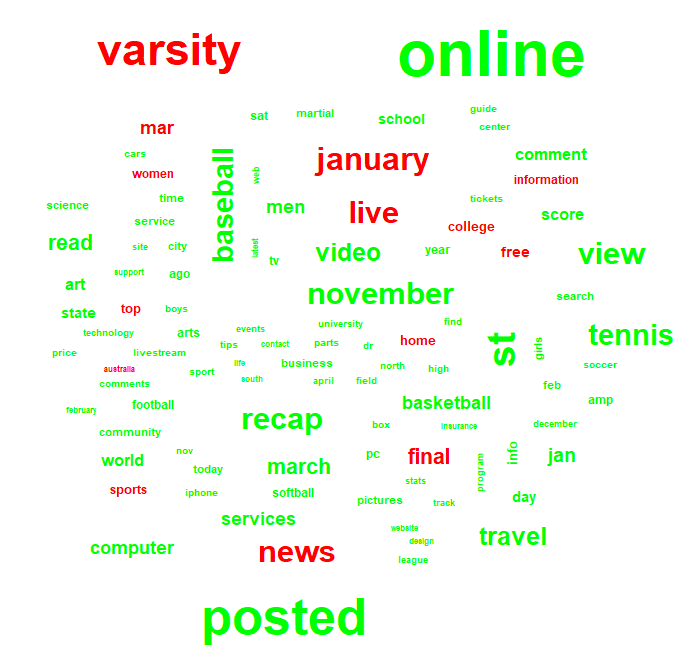 varsity
online
guide
sat
martial
school
center
mar
cars
january
comment
women
web
information
baseball
science
time
men
live
tickets
score
service
college
read
site
city
latest
video
year
free
view
tv
support
ago
art
november
search
state
top
boys
technology
arts
events
university
find
tennis
tips
contact
parts
dr
home
st
girls
price
livestream
australia
sport
life
business
north
high
soccer
comments
south
april
field
feb
february
football
basketball
amp
recap
community
box
insurance
december
nov
world
today
march
pc
final
program
info
jan
sports
iphone
softball
stats
pictures
track
day
services
website
design
travel
computer
news
league
posted